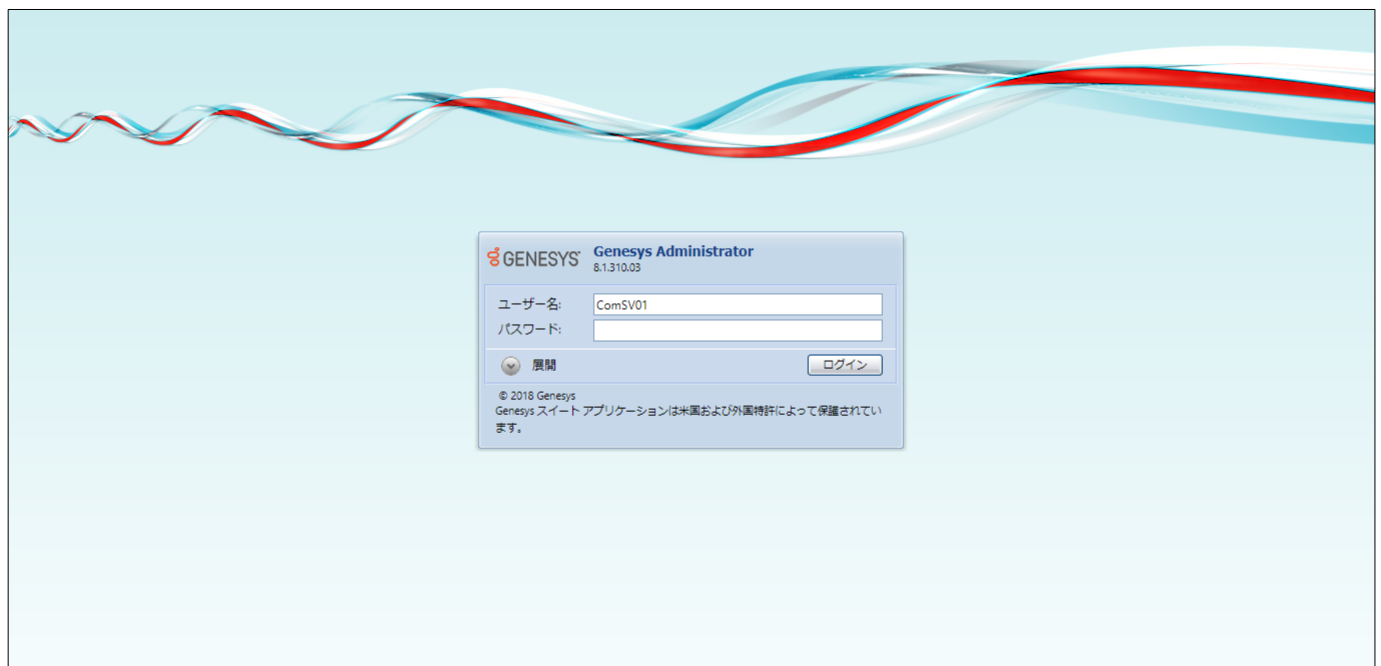 GENESYS Genesys Administrator
8.1.310.03
ユーザー名: ComSV01
パスワード:
展開 ログイン
© 2018 Genesys
Genesys スイート アプリケーションは米国および外国特許によって保護されてい
ます。